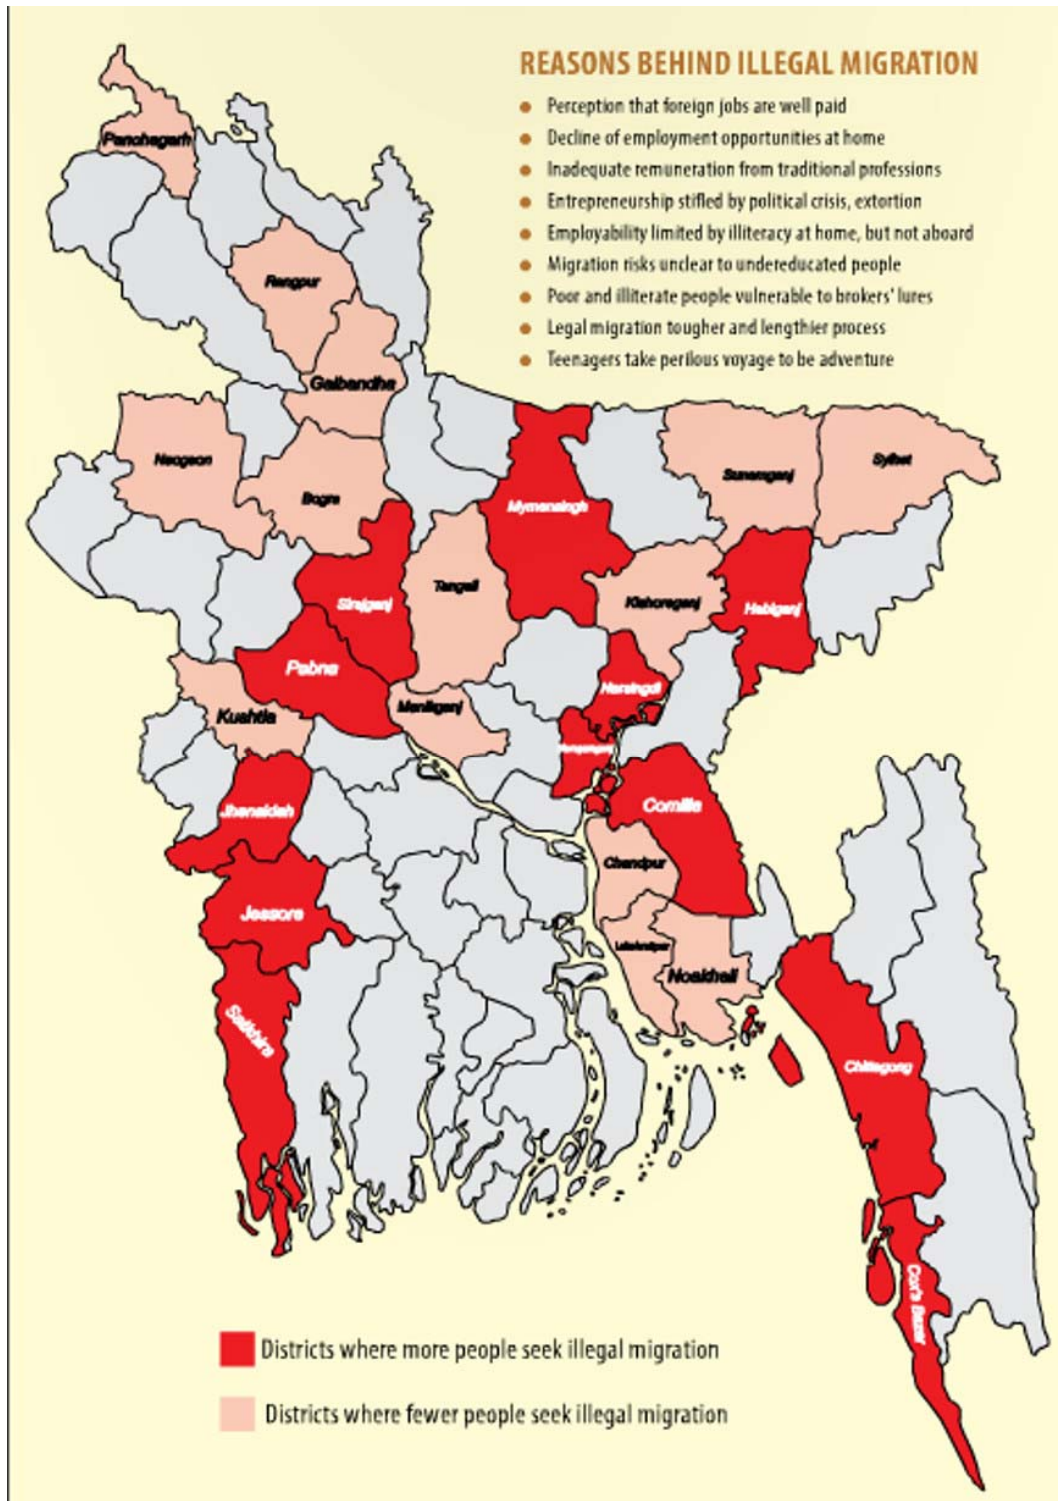 REASONS BEHIND ILLEGAL MIGRATION
Perception that foreign jobs are well paid
Decline of employment opportunities at home
Inadequate remuneration from traditional professions
Entrepreneurship stifled by political crisis, extortion
Employability limited by illiteracy at home, but not aboard
Migration risks unclear to undereducated people
Poor and illiterate people vulnerable to brokers' lures
Legal migration tougher and lengthier process
Teenagers take perilous voyage to be adventure
Panchagarh
Rangpur
Gaibandha
Naogaon
Bogra
Sunamganj
Sylhet
Mymensingh
Tangail
Sirajganj
Kishoreganj
Habiganj
Pabna
Narsingdi
Manikganj
Kushtia
Comilla
Jhenaidah
Chandpur
Jessore
Noakhali
Satkhira
Chittagong
Cox's Bazar
Districts where more people seek illegal migration
Districts where fewer people seek illegal migration